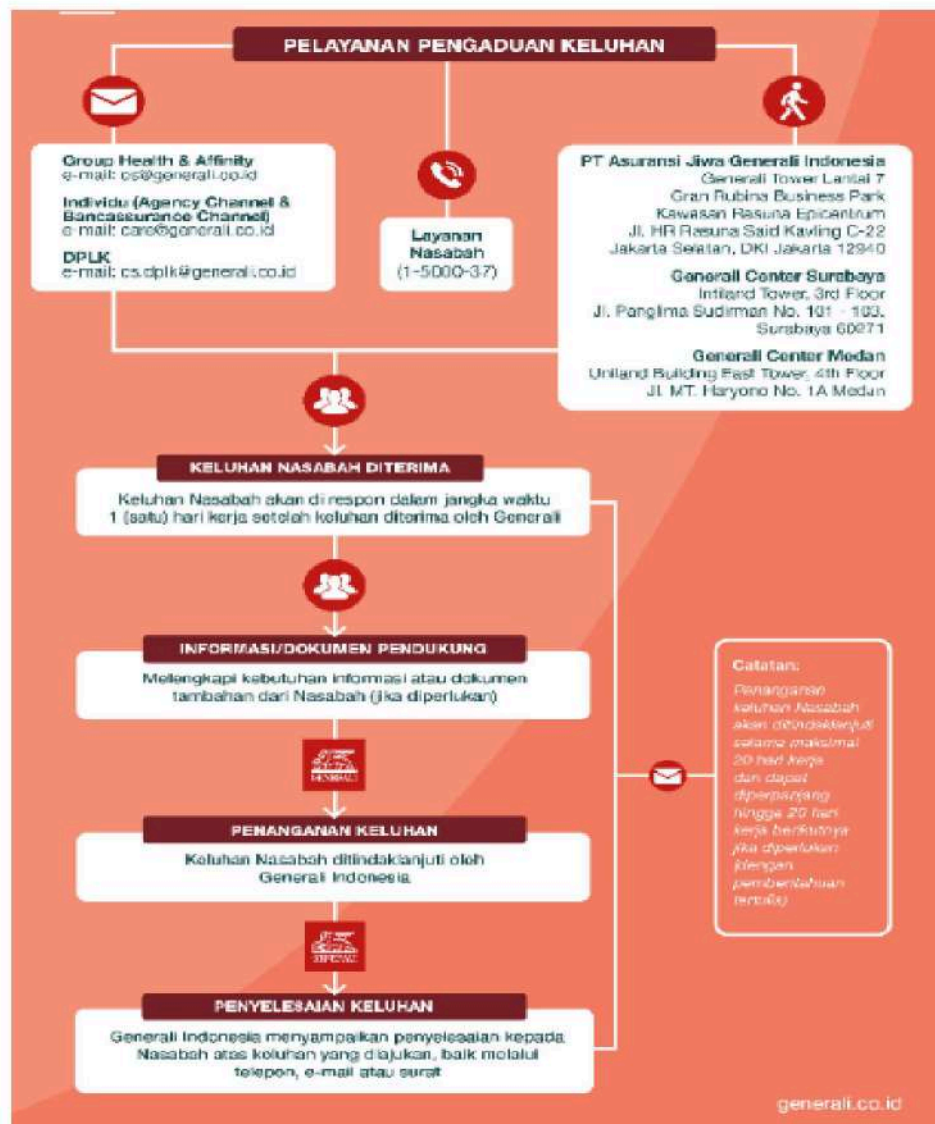 PELAYANAN PENGADUAN KELUHAN
Group Health & Affinity
e-mail: cs@generali.co.id
Individu (Agency Channel &
Bancassurance Channel)
e-mail: care@generali.co.id
DPLK
e-mail: cs.dplk@generali.co.id
Layanan
Nasabah
(1-5000-37)
PT Asuransi Jiwa Generali Indonesia
Generali Tower Lantai 7
Gran Rubina Business Park
Kawasan Rasuna Epicentrum
Jl. HR Rasuna Said Kavling C-22
Jakarta Selatan, DKI Jakarta 12940
Generali Center Surabaya
Intiland Tower, 3rd Floor
Jl. Panglima Sudirman No. 101 - 103,
Surabaya 60271
Generali Center Medan
Uniland Building East Tower, 4th Floor
Jl. MT. Haryono No. 1A Medan
KELUHAN NASABAH DITERIMA
Keluhan Nasabah akan di respon dalam jangka waktu
1 (satu) hari kerja setelah keluhan diterima oleh Generali
INFORMASI/DOKUMEN PENDUKUNG
Melengkapi kebutuhan informasi atau dokumen
tambahan dari Nasabah (jika diperlukan)
GENERALI
PENANGANAN KELUHAN
Keluhan Nasabah ditindaklanjuti oleh
Generali Indonesia
GENERALI
PENYELESAIAN KELUHAN
Generali Indonesia menyampaikan penyelesaian kepada
Nasabah atas keluhan yang diajukan, baik melalui
telepon, e-mail atau surat
Catatan:
Penanganan
keluhan Nasabah
akan ditindaklanjuti
selama maksimal
20 hari kerja
dan dapat
diperpanjang
hingga 20 hari
kerja berikutnya
jika diperlukan
(dengan
pemberitahuan
tertulis)
generali.co.id